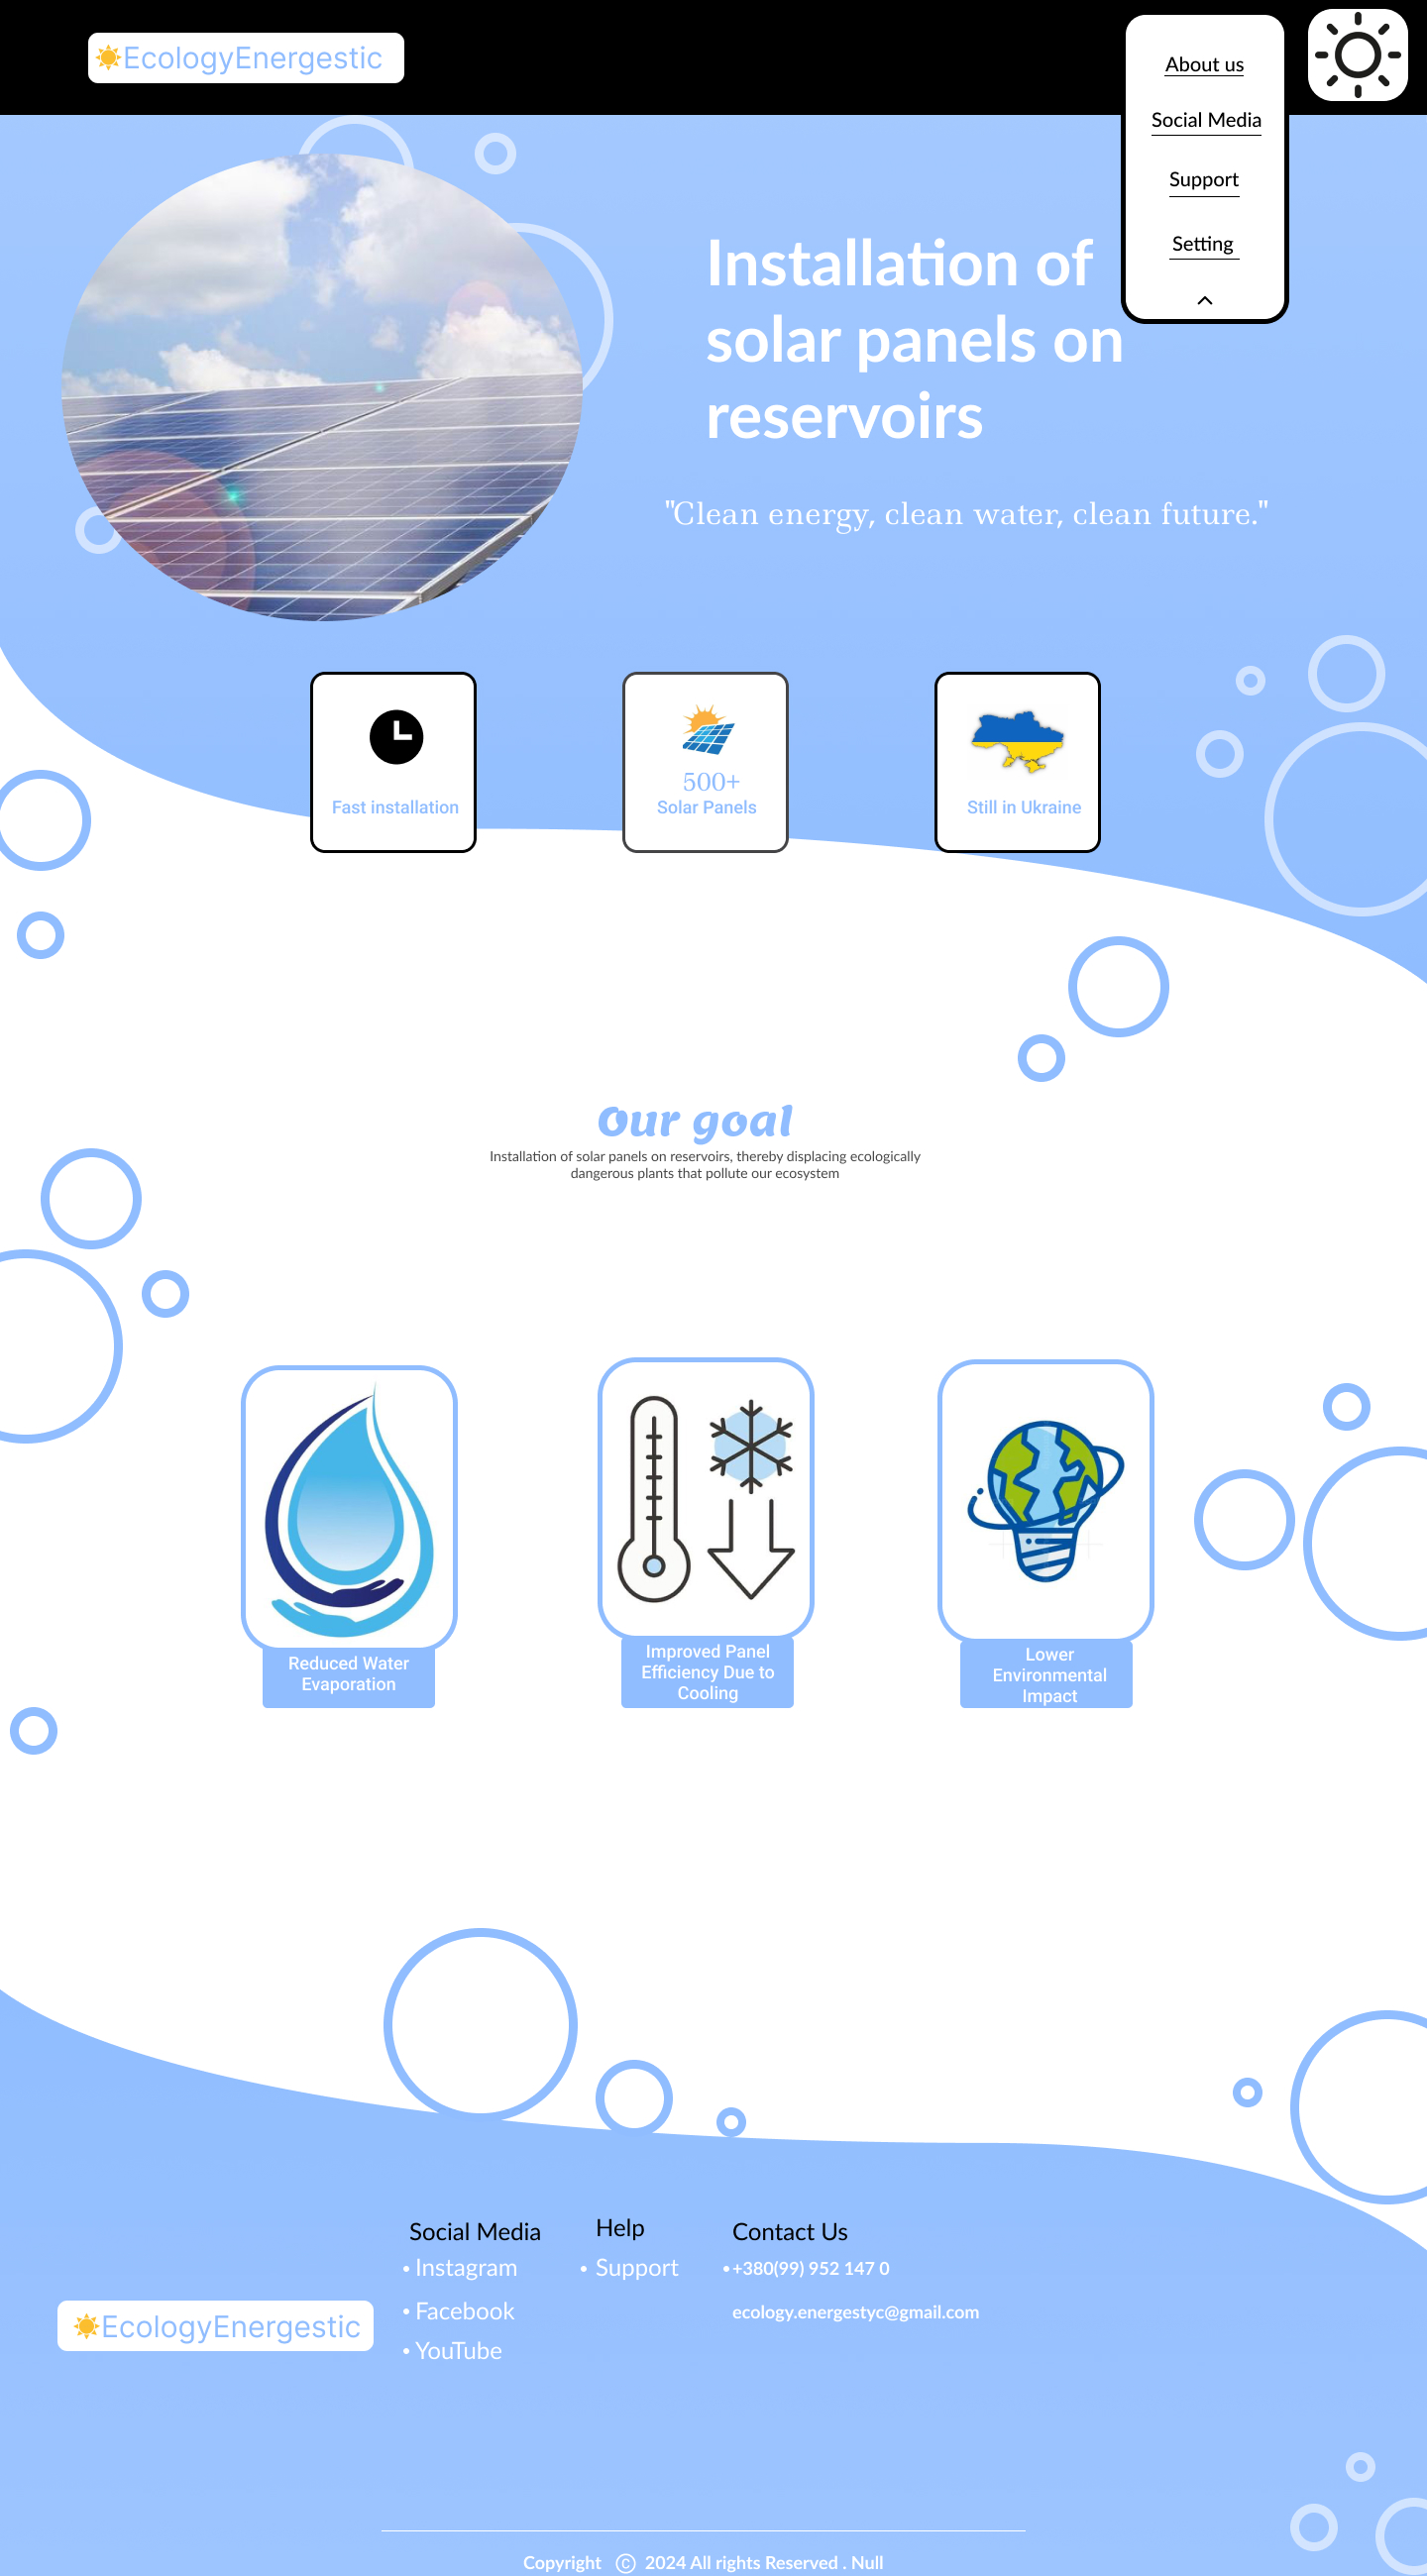 EcologyEnergestic
About us
Social Media
Support
Setting
Installation of
solar panels on
reservoirs
"Clean energy, clean water, clean future."
Fast installation
500+
Solar Panels
Still in Ukraine
Our goal
Installation of solar panels on reservoirs, thereby displacing ecologically
dangerous plants that pollute our ecosystem
Reduced Water
Evaporation
Improved Panel
Efficiency Due to
Cooling
Lower
Environmental
Impact
EcologyEnergestic
Social Media
• Instagram
• Facebook
• YouTube
Help
• Support
Contact Us
• +380(99) 952 147 0
ecology.energestyc@gmail.com
Copyright © 2024 All rights Reserved . Null